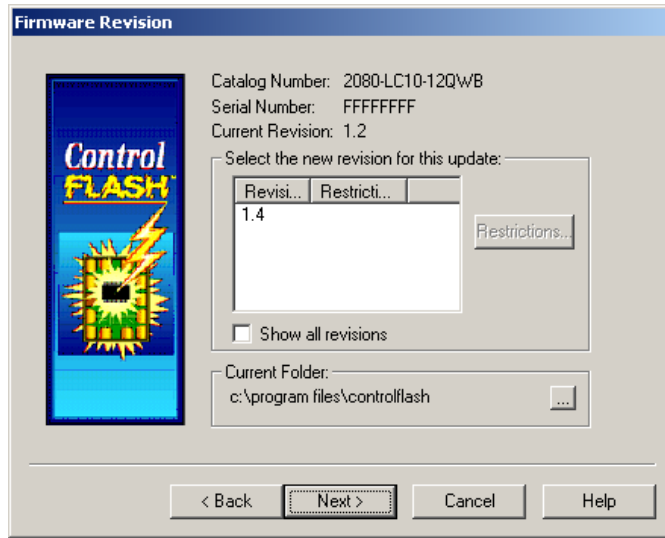 Firmware Revision
Catalog Number: 2080-LC10-12QWB
Serial Number: FFFFFFFF
Current Revision: 1.2
Control
FLASH
Select the new revision for this update:
Revisi... Restricti...
1.4
Restrictions...
Show all revisions
Current Folder:
c:\program files\controlflash
...
< Back Next > Cancel Help